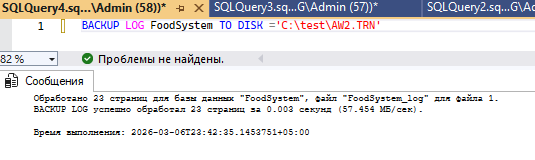 SQLQuery4.sq...\Admin (58))*
SQLQuery3.sq...G\Admin (57))*
SQLQuery2.sq...G\A
1
BACKUP LOG FoodSystem TO DISK ='C:\test\AW2.TRN'
82 %
Проблемы не найдены.
Сообщения
Обработано 23 страниц для базы данных "FoodSystem", файл "FoodSystem_log" для файла 1.
BACKUP LOG успешно обработал 23 страниц за 0.003 секунд (57.454 МБ/сек).
Время выполнения: 2026-03-06T23:42:35.1453751+05:00